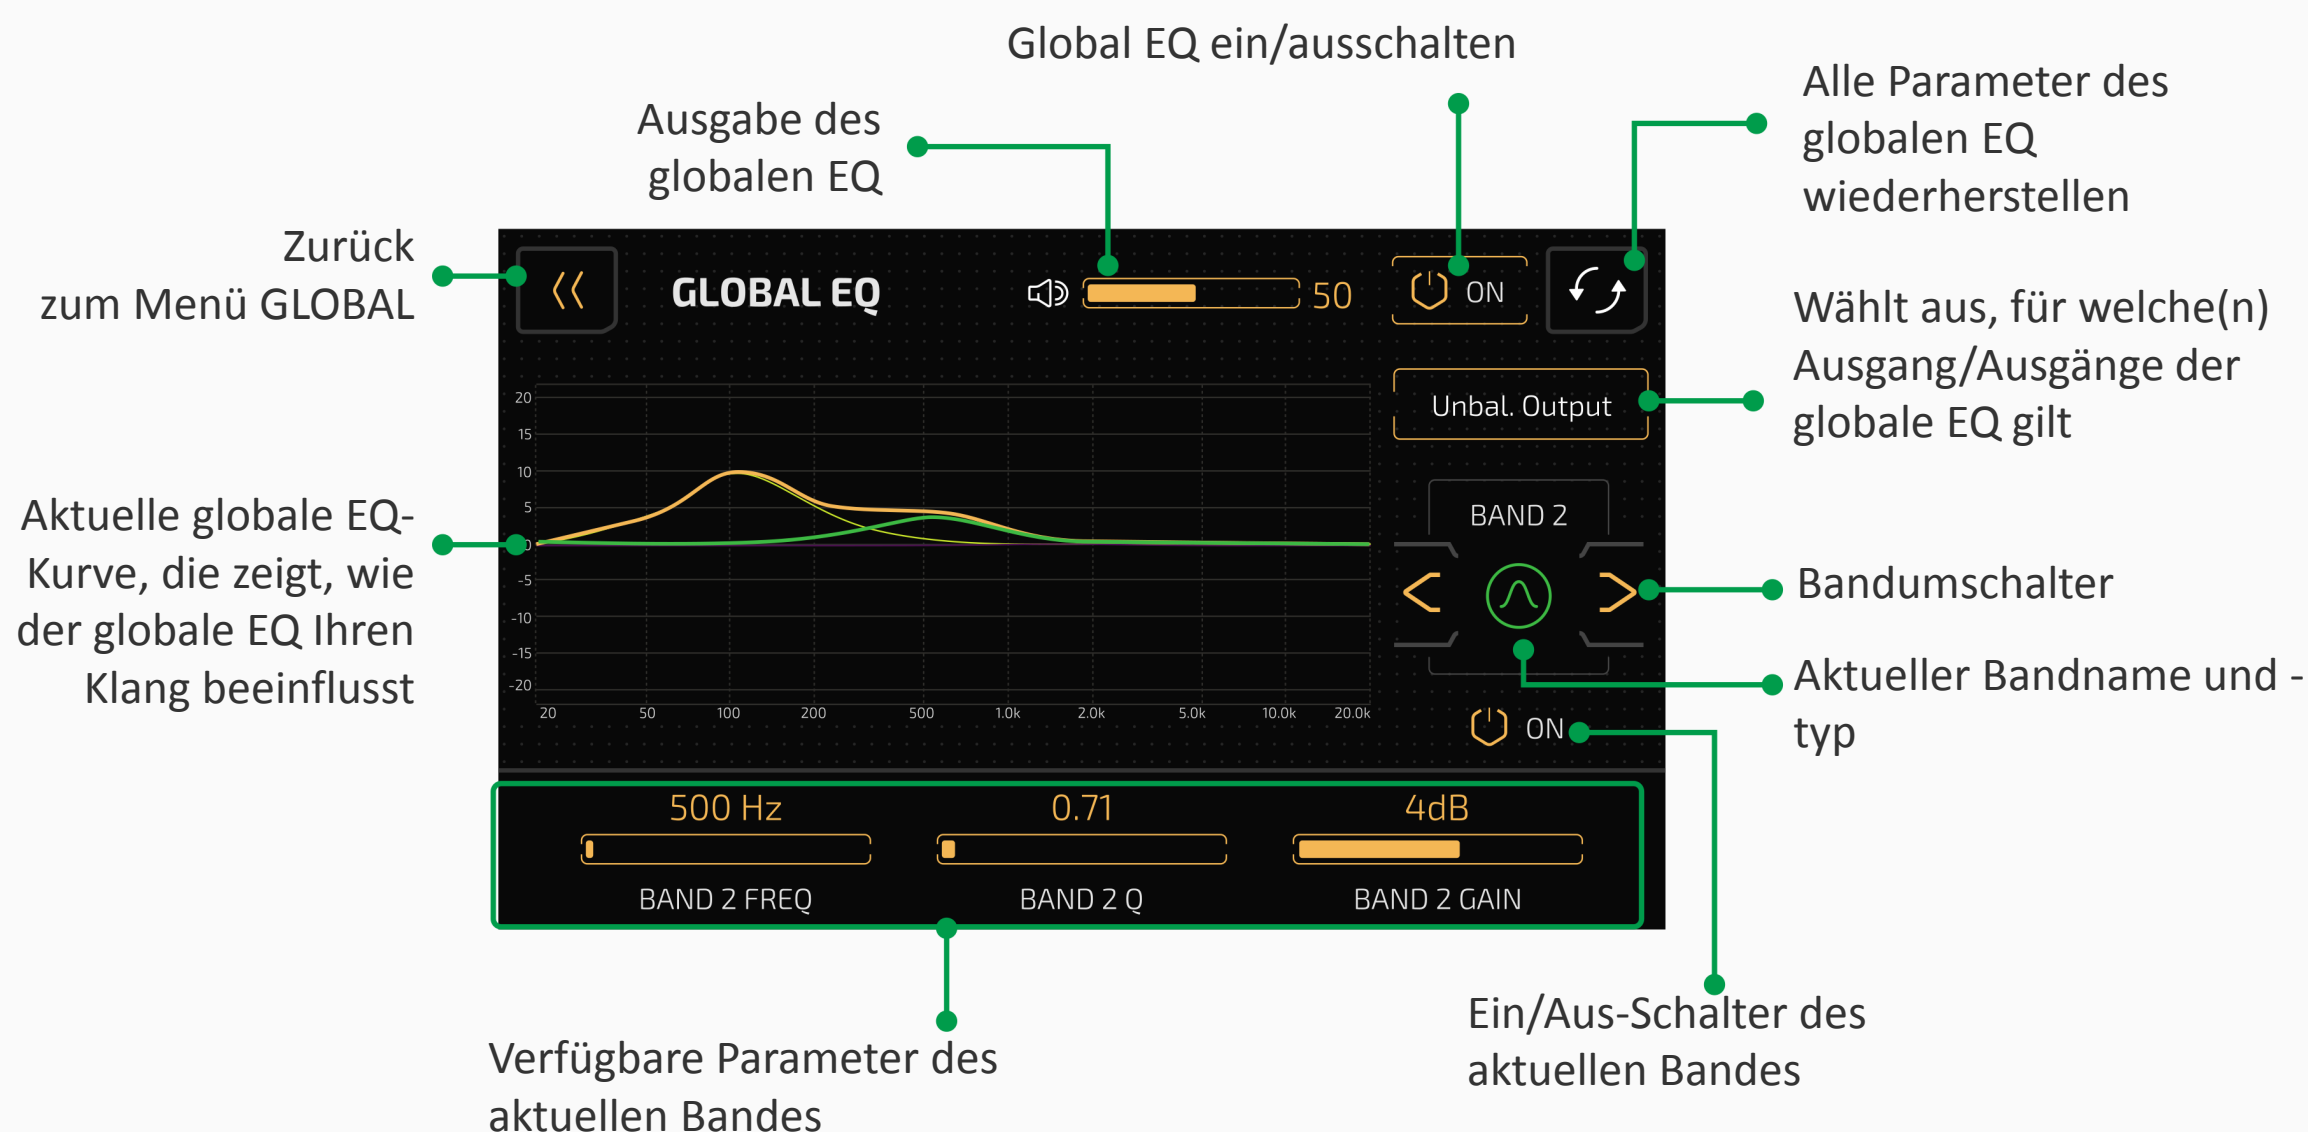 Global EQ ein/ausschalten
Ausgabe des
globalen EQ
Alle Parameter des
globalen EQ
wiederherstellen
Zurück
zum Menü GLOBAL
GLOBAL EQ
50
ON
Wählt aus, für welche(n)
Ausgang/Ausgänge der
globale EQ gilt
Unbal. Output
20
15
10
5
0
-5
-10
-15
-20
20 50 100 200 500 1.0k 2.0k 5.0k 10.0k 20.0k
Aktuelle globale EQ-
Kurve, die zeigt, wie
der globale EQ Ihren
Klang beeinflusst
BAND 2
Bandumschalter
Aktueller Bandname und -
typ
ON
500 Hz 0.71 4dB
BAND 2 FREQ BAND 2 Q BAND 2 GAIN
Ein/Aus-Schalter des
aktuellen Bandes
Verfügbare Parameter des
aktuellen Bandes